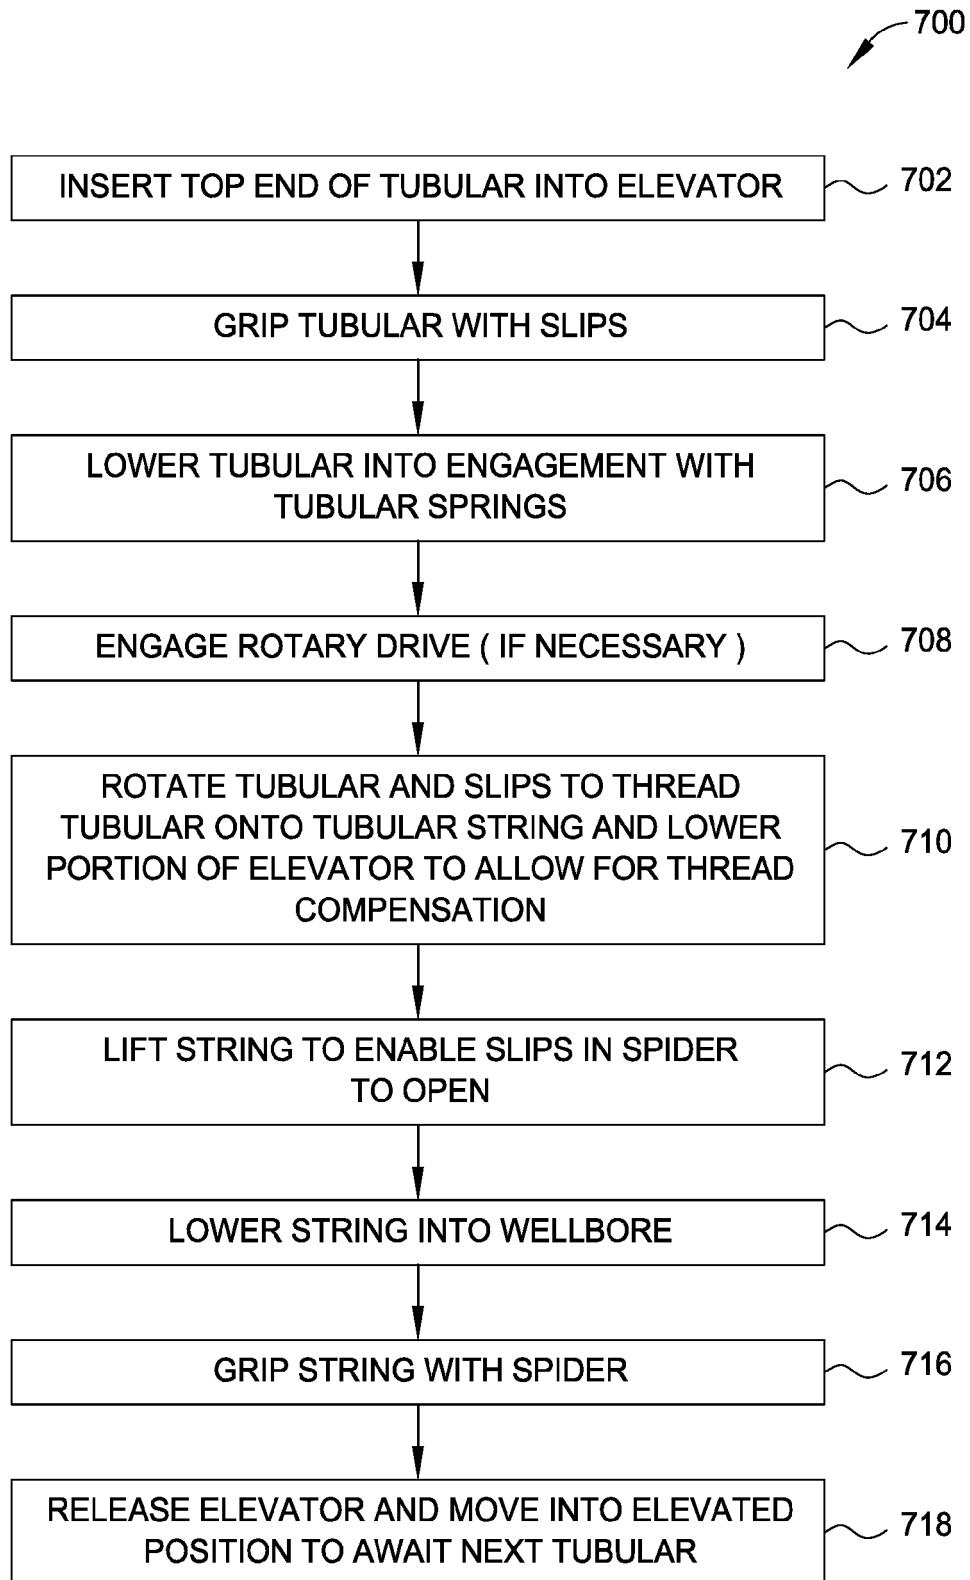 700
INSERT TOP END OF TUBULAR INTO ELEVATOR
702
GRIP TUBULAR WITH SLIPS
704
LOWER TUBULAR INTO ENGAGEMENT WITH
TUBULAR SPRINGS
706
ENGAGE ROTARY DRIVE ( IF NECESSARY )
708
ROTATE TUBULAR AND SLIPS TO THREAD
TUBULAR ONTO TUBULAR STRING AND LOWER
PORTION OF ELEVATOR TO ALLOW FOR THREAD
COMPENSATION
710
LIFT STRING TO ENABLE SLIPS IN SPIDER
TO OPEN
712
LOWER STRING INTO WELLBORE
714
GRIP STRING WITH SPIDER
716
RELEASE ELEVATOR AND MOVE INTO ELEVATED
POSITION TO AWAIT NEXT TUBULAR
718